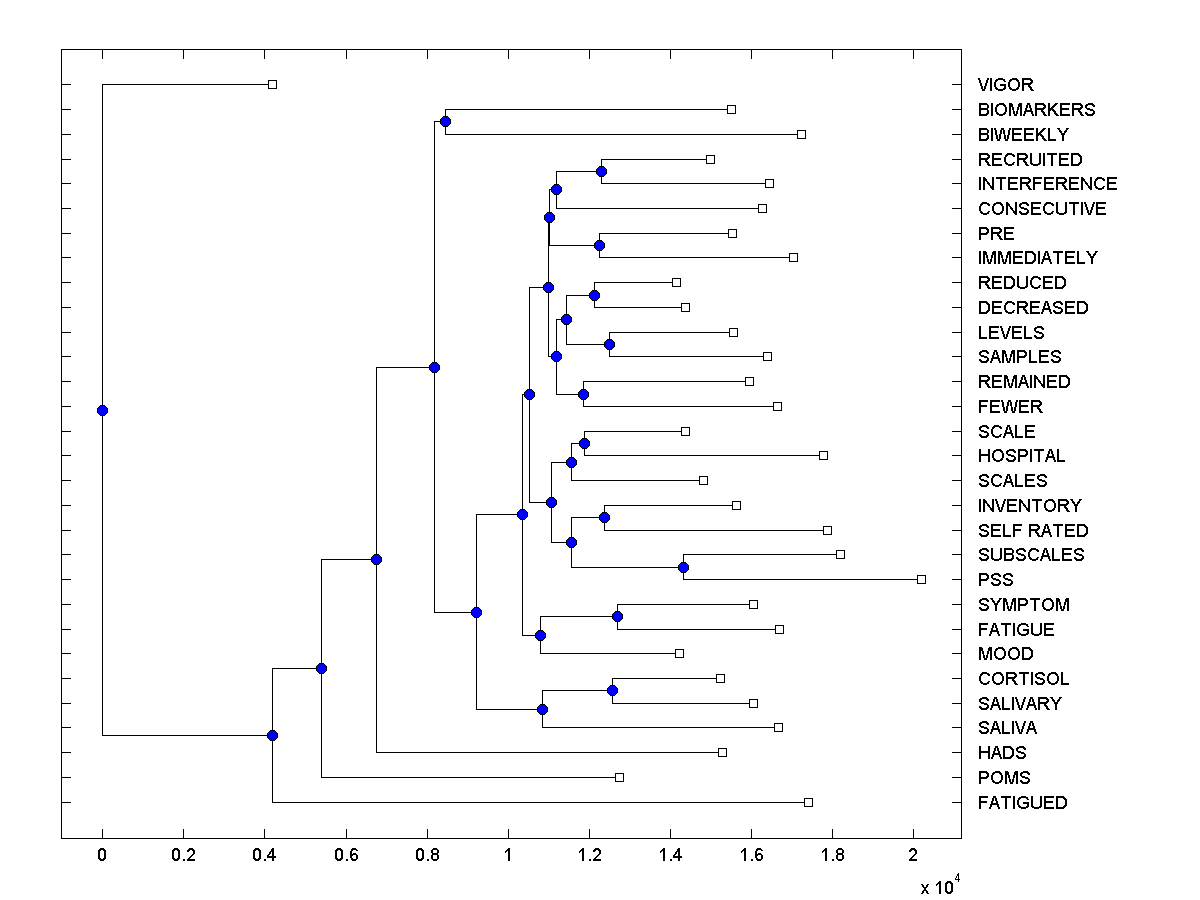 VIGOR
BIOMARKERS
BIWEEKLY
RECRUITED
INTERFERENCE
CONSECUTIVE
PRE
IMMEDIATELY
REDUCED
DECREASED
LEVELS
SAMPLES
REMAINED
FEWER
SCALE
HOSPITAL
SCALES
INVENTORY
SELF RATED
SUBSCALES
PSS
SYMPTOM
FATIGUE
MOOD
CORTISOL
SALIVARY
SALIVA
HADS
POMS
FATIGUED
0 0.2 0.4 0.6 0.8 1 1.2 1.4 1.6 1.8 2
x 10^4